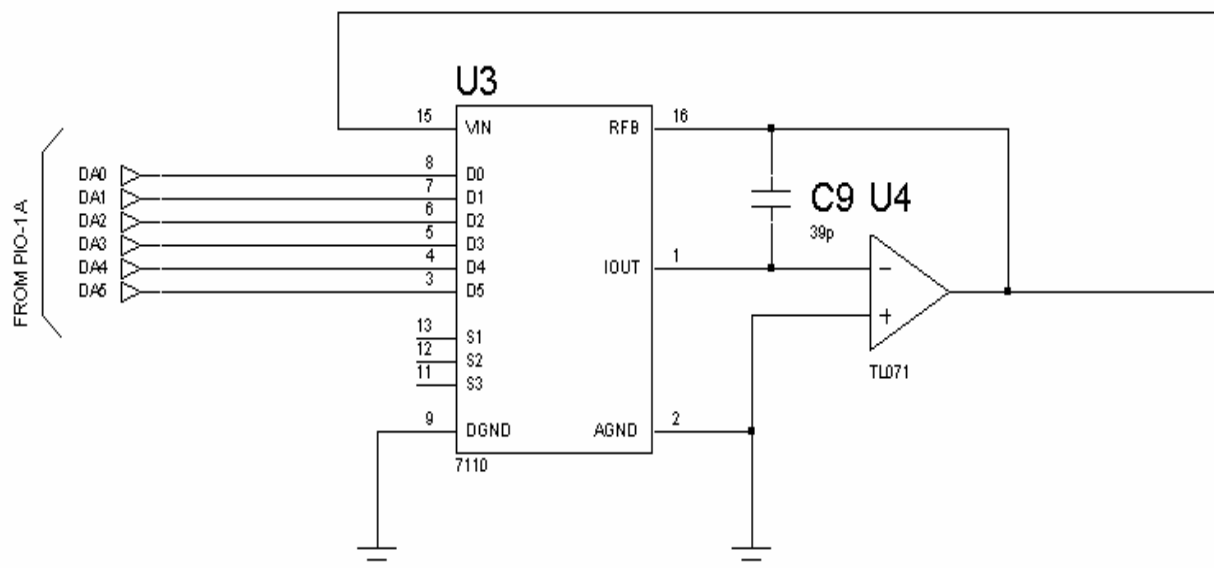 U3
15
VIN
RFB
16
FROM PIO-1A
DA0
8
D0
DA1
7
D1
DA2
6
D2
DA3
5
D3
DA4
4
D4
DA5
3
D5
C9
39p
U4
IOUT
1
−
+
TL071
13
S1
12
S2
11
S3
9
DGND
AGND
2
7110